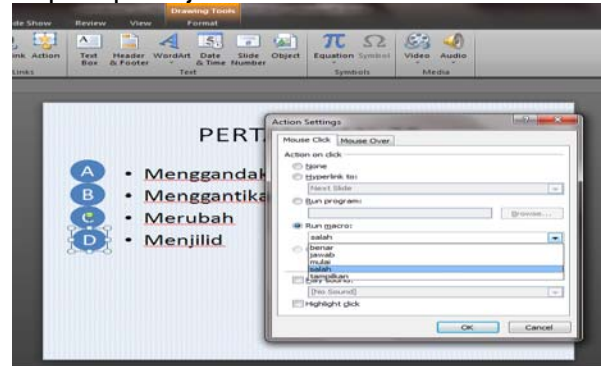 Drawing Tools
de Show Review View Format
nk Action Text Box Header & Footer WordArt Date & Time Slide Number Object Equation Symbol Video Audio
Links Text Symbols Media
Action Settings
PERT
Mouse Click Mouse Over
Action on click
None
Hyperlink to:
Next Slide
Run program:
Browse...
Run macro:
salah
benar
jawab
mulai
salah
tampilkan
Play sound:
[No Sound]
Highlight click
OK Cancel
A • Menggandak
B • Menggantika
C • Merubah
D • Menjilid